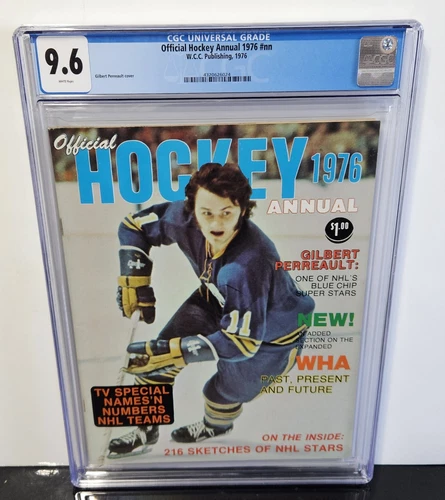 CGC UNIVERSAL GRADE
9.6
WHITE Pages
Official Hockey Annual 1976 #nn
W.C.C. Publishing, 1976
Gilbert Perreault cover
CGC
Official
HOCKEY 1976
ANNUAL
$1.00
GILBERT
PERREAULT:
ONE OF NHL'S
BLUE CHIP
SUPER STARS
11
11
NEW!
ADDED
SECTION ON THE
EXPANDED
WHA
PAST, PRESENT
AND FUTURE
TV SPECIAL
NAMES'N
NUMBERS
NHL TEAMS
ON THE INSIDE:
216 SKETCHES OF NHL STARS